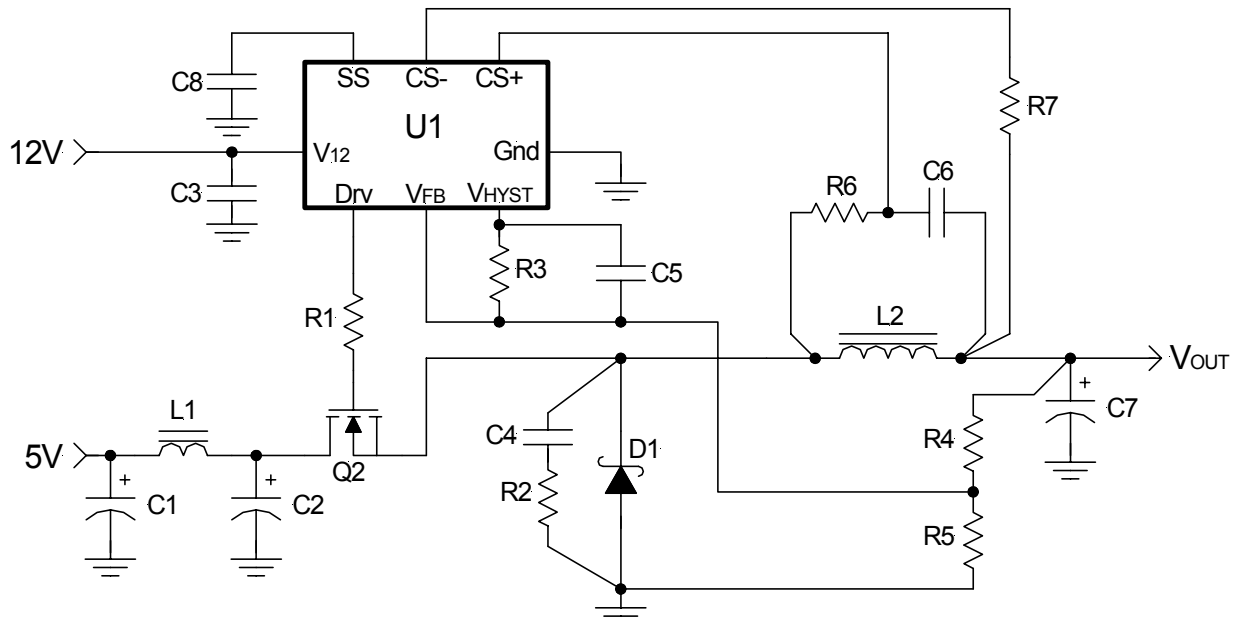 C8
SS
CS-
CS+
R7
U1
12V
V12
Gnd
C3
Drv
VFB
VHYST
R6
C6
R3
C5
R1
L2
VOUT
L1
+
C7
C4
R4
5V
D1
Q2
R2
+
C1
+
C2
R5